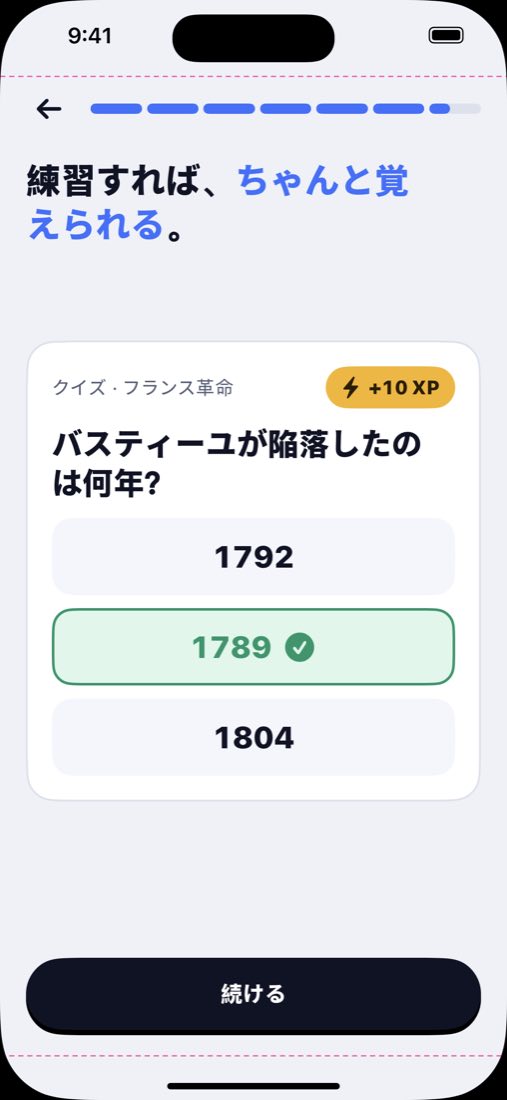 9:41
練習すれば、ちゃんと覚
えられる。
クイズ · フランス革命
+10 XP
バスティーユが陥落したの
は何年?
1792
1789
1804
続ける